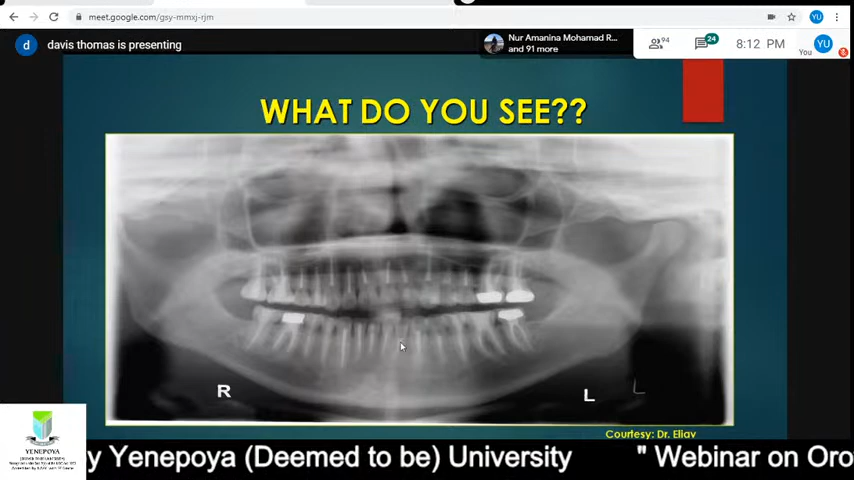 meet.google.com/gsy-mmxj-rjm
YU
d
davis thomas is presenting
Nur Amanina Mohamad R...
and 91 more
94
24
8:12 PM
You
YU
WHAT DO YOU SEE??
R
L
L
Courtesy: Dr. Eliav
YENEPOYA
y Yenepoya (Deemed to be) University " Webinar on Oro